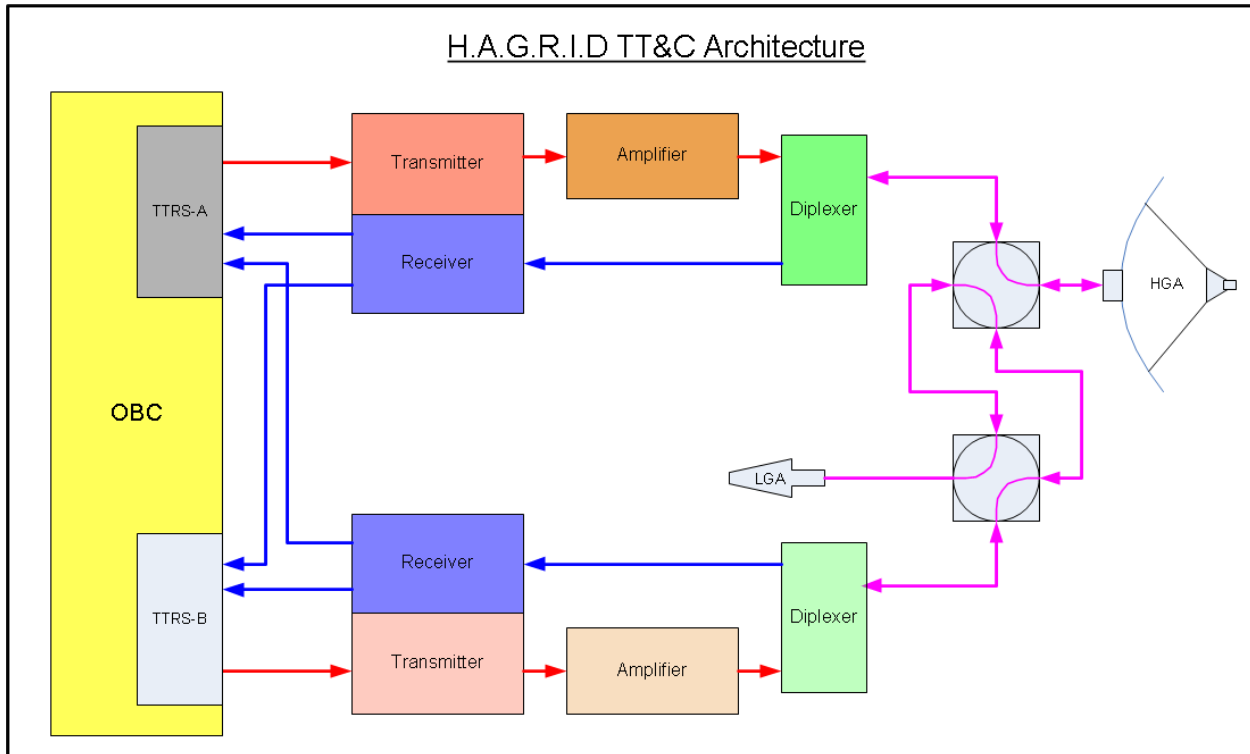 H.A.G.R.I.D TT&C Architecture
Transmitter
Amplifier
Diplexer
TTRS-A
Receiver
HGA
OBC
LGA
Receiver
Diplexer
TTRS-B
Transmitter
Amplifier